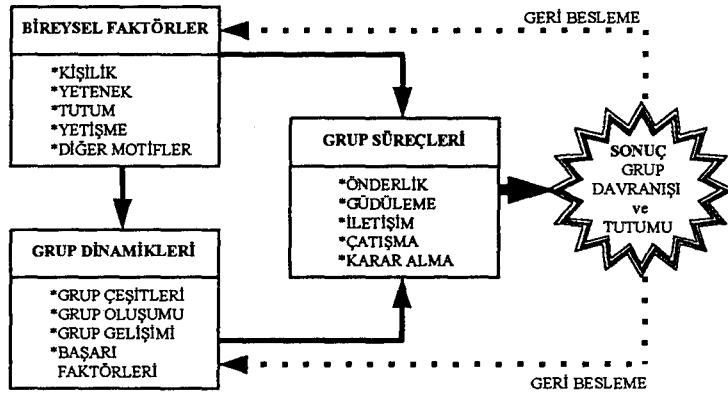 GERİ BESLEME
BİREYSEL FAKTÖRLER
*KİŞİLİK
*YETENEK
*TUTUM
*YETİŞME
*DİĞER MOTİFLER
GRUP SÜREÇLERİ
*ÖNDERLİK
*GÜDÜLEME
*İLETİŞİM
*ÇATIŞMA
*KARAR ALMA
SONUÇ
GRUP
DAVRANIŞI
ve
TUTUMU
GRUP DİNAMİKLERİ
*GRUP ÇEŞİTLERİ
*GRUP OLUŞUMU
*GRUP GELİŞİMİ
*BAŞARI
FAKTÖRLERİ
GERİ BESLEME